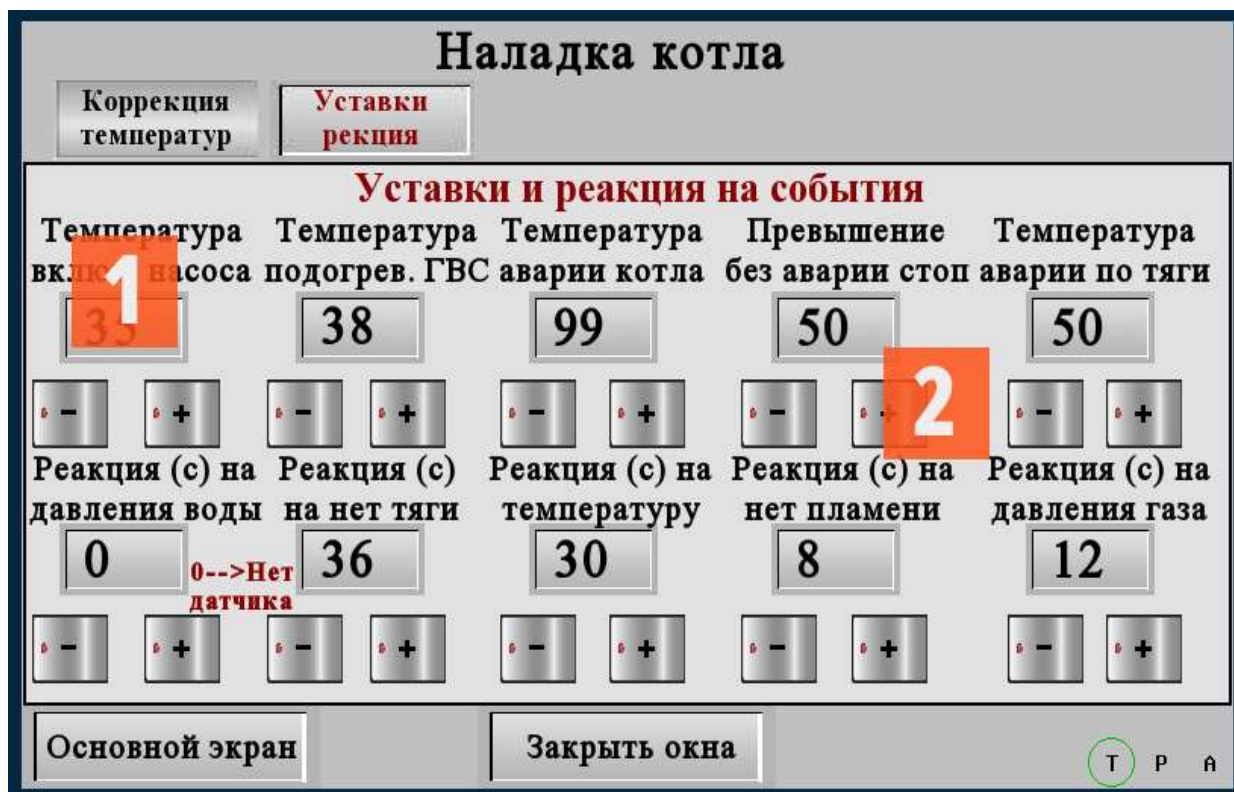 Наладка котла
Коррекция
температур
Уставки
рекция
Уставки и реакция на события
Температура
насоса
35
1
- +
Температура
подогрев. ГВС
38
- +
Температура
аварии котла
99
- +
Превышение
без аварии стоп
50
- +
2
Температура
аварии по тяги
50
- +
Реакция (с) на
давления воды
0
0-->Нет
датчика
- +
Реакция (с)
на нет тяги
36
- +
Реакция (с) на
температуру
30
- +
Реакция (с) на
нет пламени
8
- +
Реакция (с) на
давления газа
12
- +
Основной экран
Закрыть окна
Т Р А